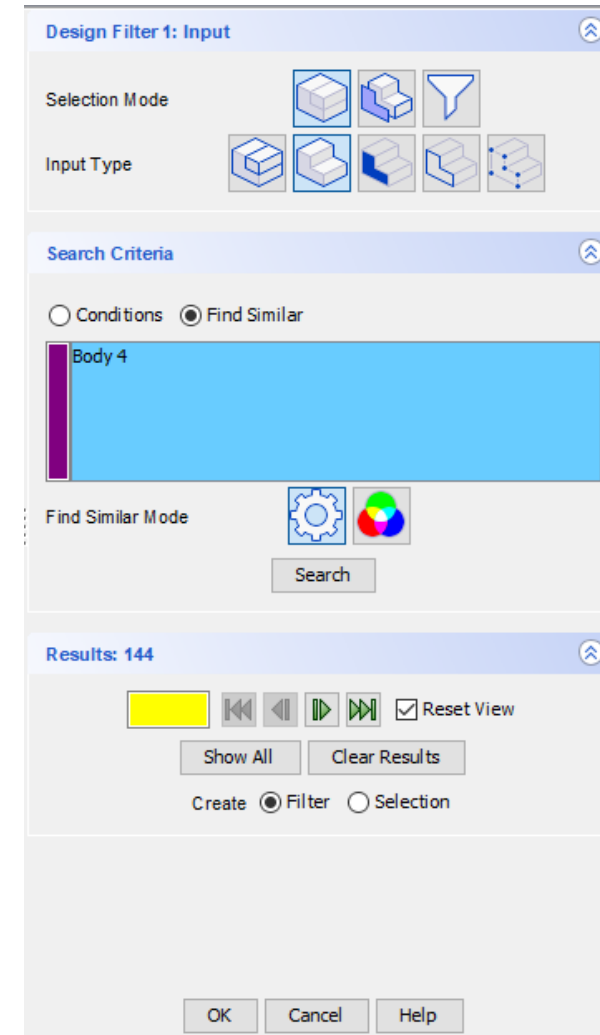 Design Filter 1: Input
Selection Mode
Input Type
Search Criteria
Conditions Find Similar
Body 4
Find Similar Mode
Search
Results: 144
Reset View
Show All Clear Results
Create Filter Selection
OK Cancel Help